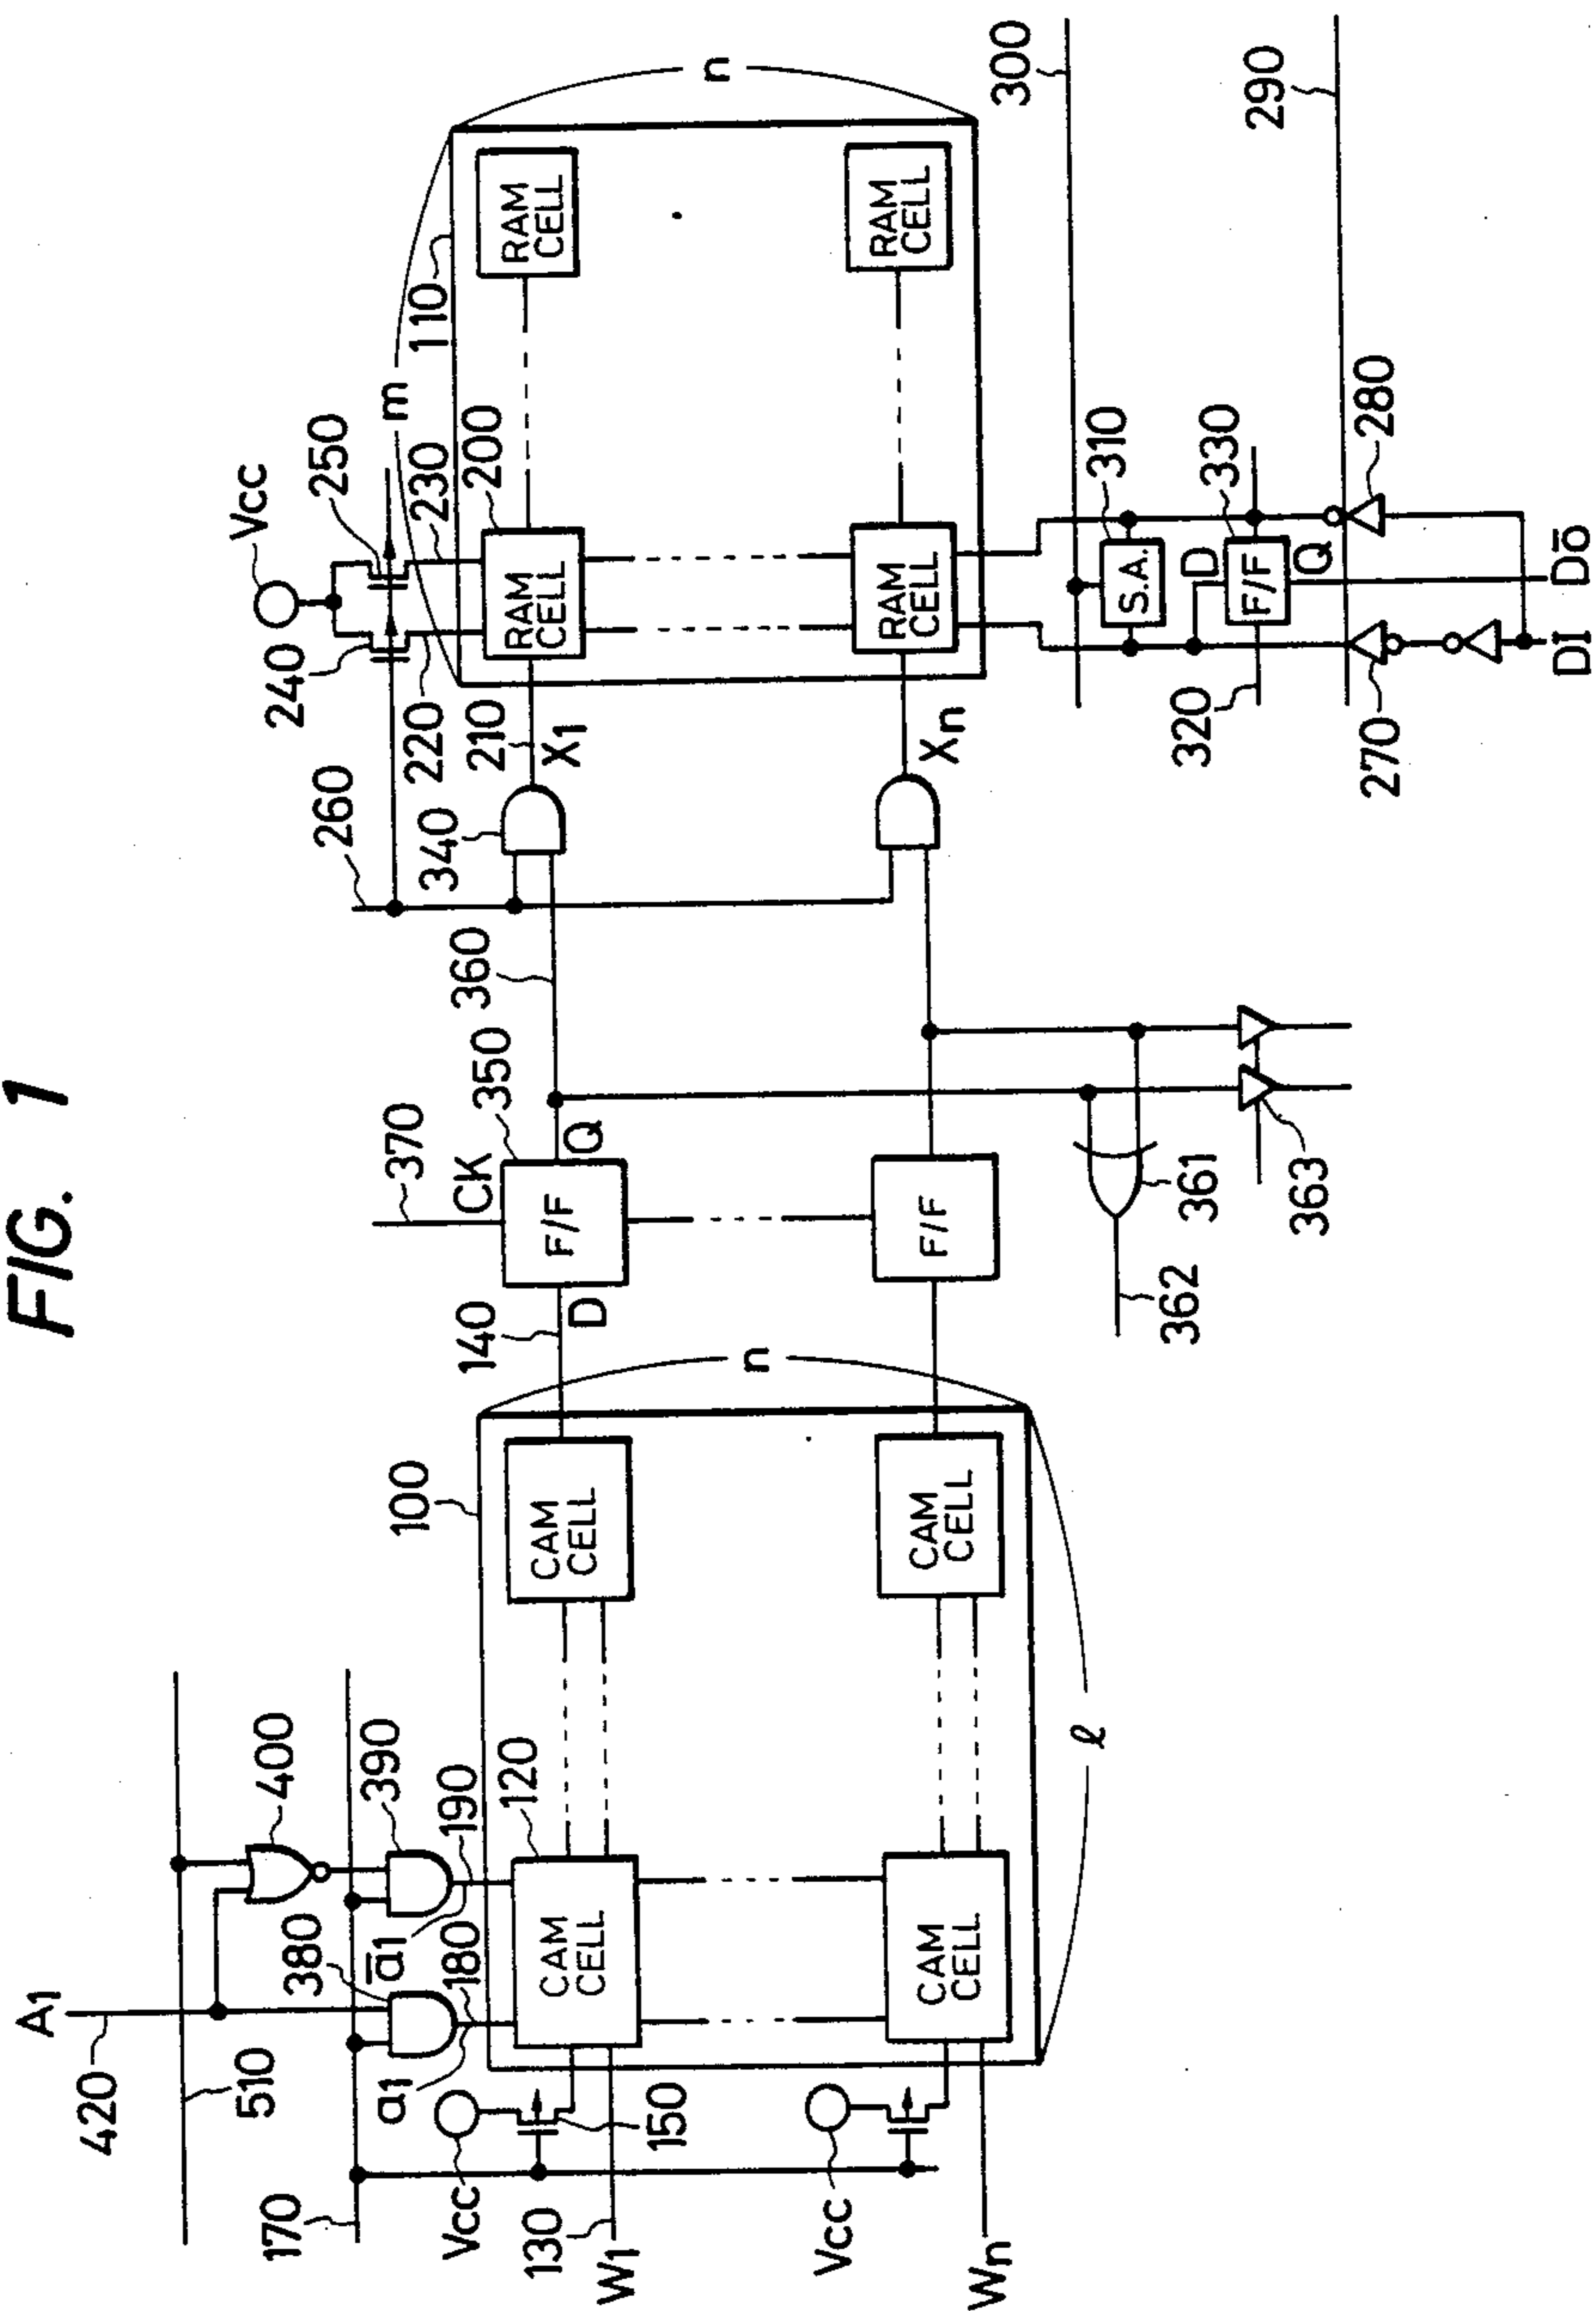 FIG. 1
A1
420
510
400
170
380
390
a1
a̅1
180
190
Vcc
150
130
W1
Vcc
Wn
120
100
CAM
CELL
CAM
CELL
CAM
CELL
CAM
CELL
n
ℓ
140
D
370
CK
350
F/F
Q
F/F
360
361
362
363
260
340
210
X1
Xn
Vcc
240
250
220
230
m
110
200
n
RAM
CELL
RAM
CELL
RAM
CELL
RAM
CELL
300
310
S.A.
320
D
F/F
330
Q
290
270
280
DI
DŌ